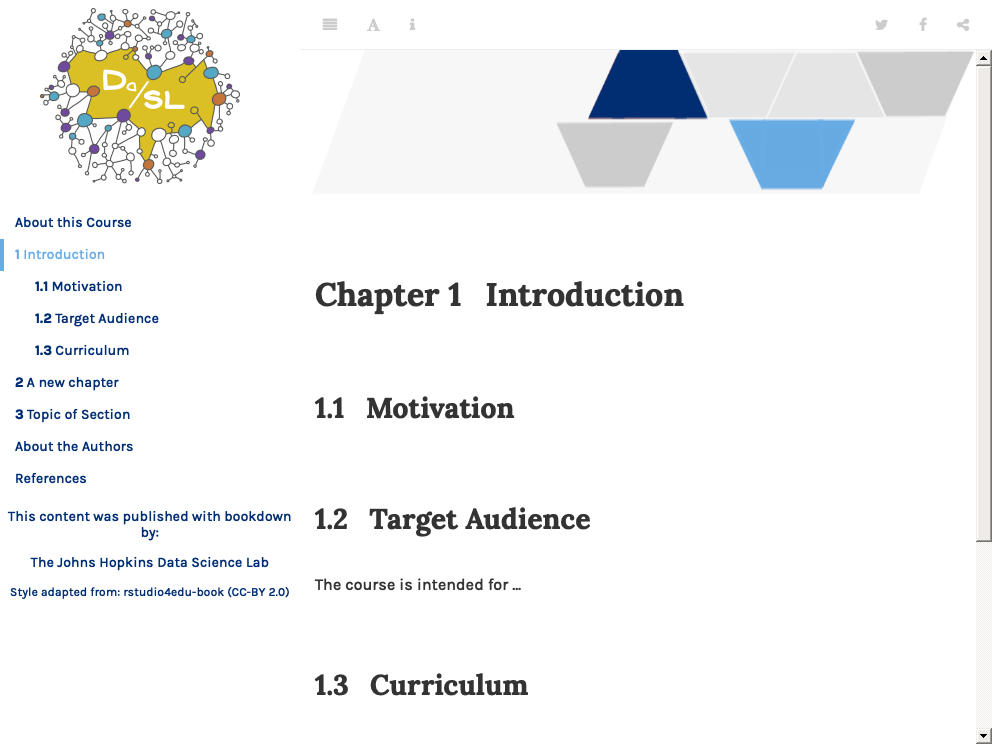 DaSL
About this Course
1 Introduction
1.1 Motivation
1.2 Target Audience
1.3 Curriculum
2 A new chapter
3 Topic of Section
About the Authors
References
This content was published with bookdown
by:
The Johns Hopkins Data Science Lab
Style adapted from: rstudio4edu-book (CC-BY 2.0)
Chapter 1 Introduction
1.1 Motivation
1.2 Target Audience
The course is intended for ...
1.3 Curriculum